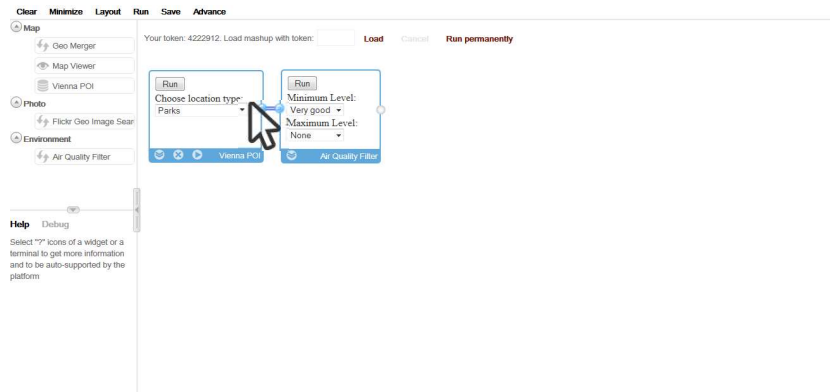 Clear Minimize Layout Run Save Advance
Map
Geo Merger
Map Viewer
Vienna POI
Photo
Flickr Geo Image Sear
Environment
Air Quality Filter
Help Debug
Select "?" icons of a widget or a
terminal to get more information
and to be auto-supported by the
platform
Your token: 4222912. Load mashup with token: Load Cancel Run permanently
Run
Choose location type:
Parks
Vienna POI
Run
Minimum Level:
Very good
Maximum Level:
None
Air Quality Filter